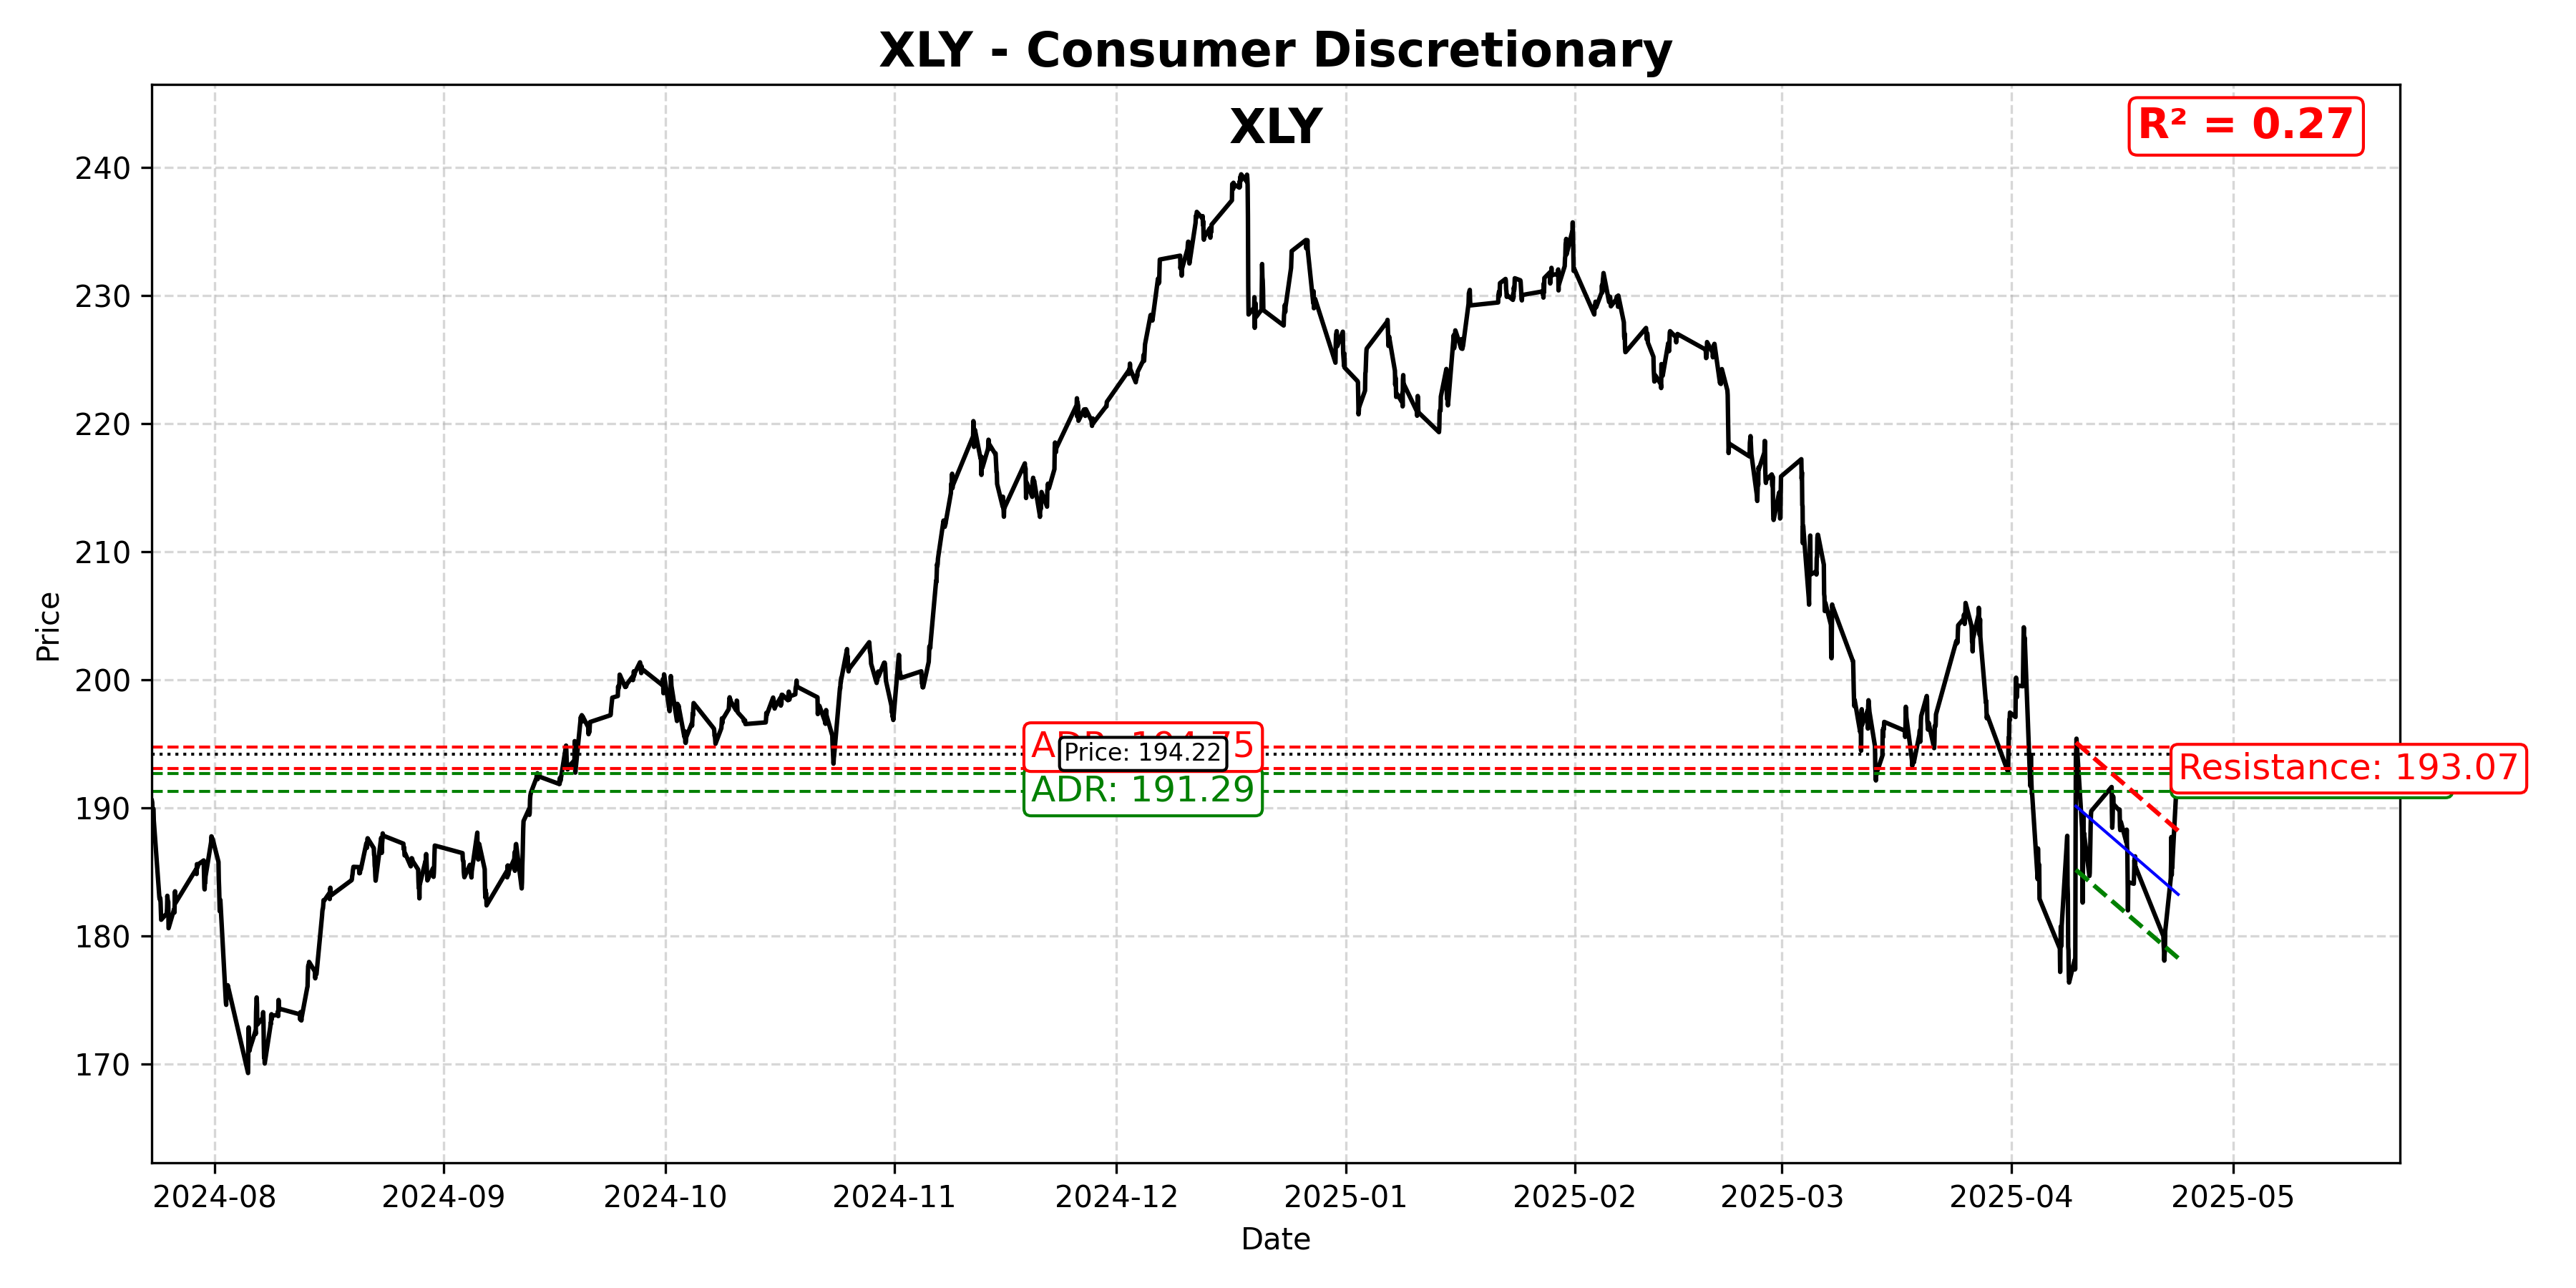 XLY - Consumer Discretionary
XLY
R² = 0.27
240
230
220
210
200
190
180
170
Price
Price: 194.22
ADR: 191.29
Resistance: 193.07
2024-08
2024-09
2024-10
2024-11
2024-12
2025-01
2025-02
2025-03
2025-04
2025-05
Date